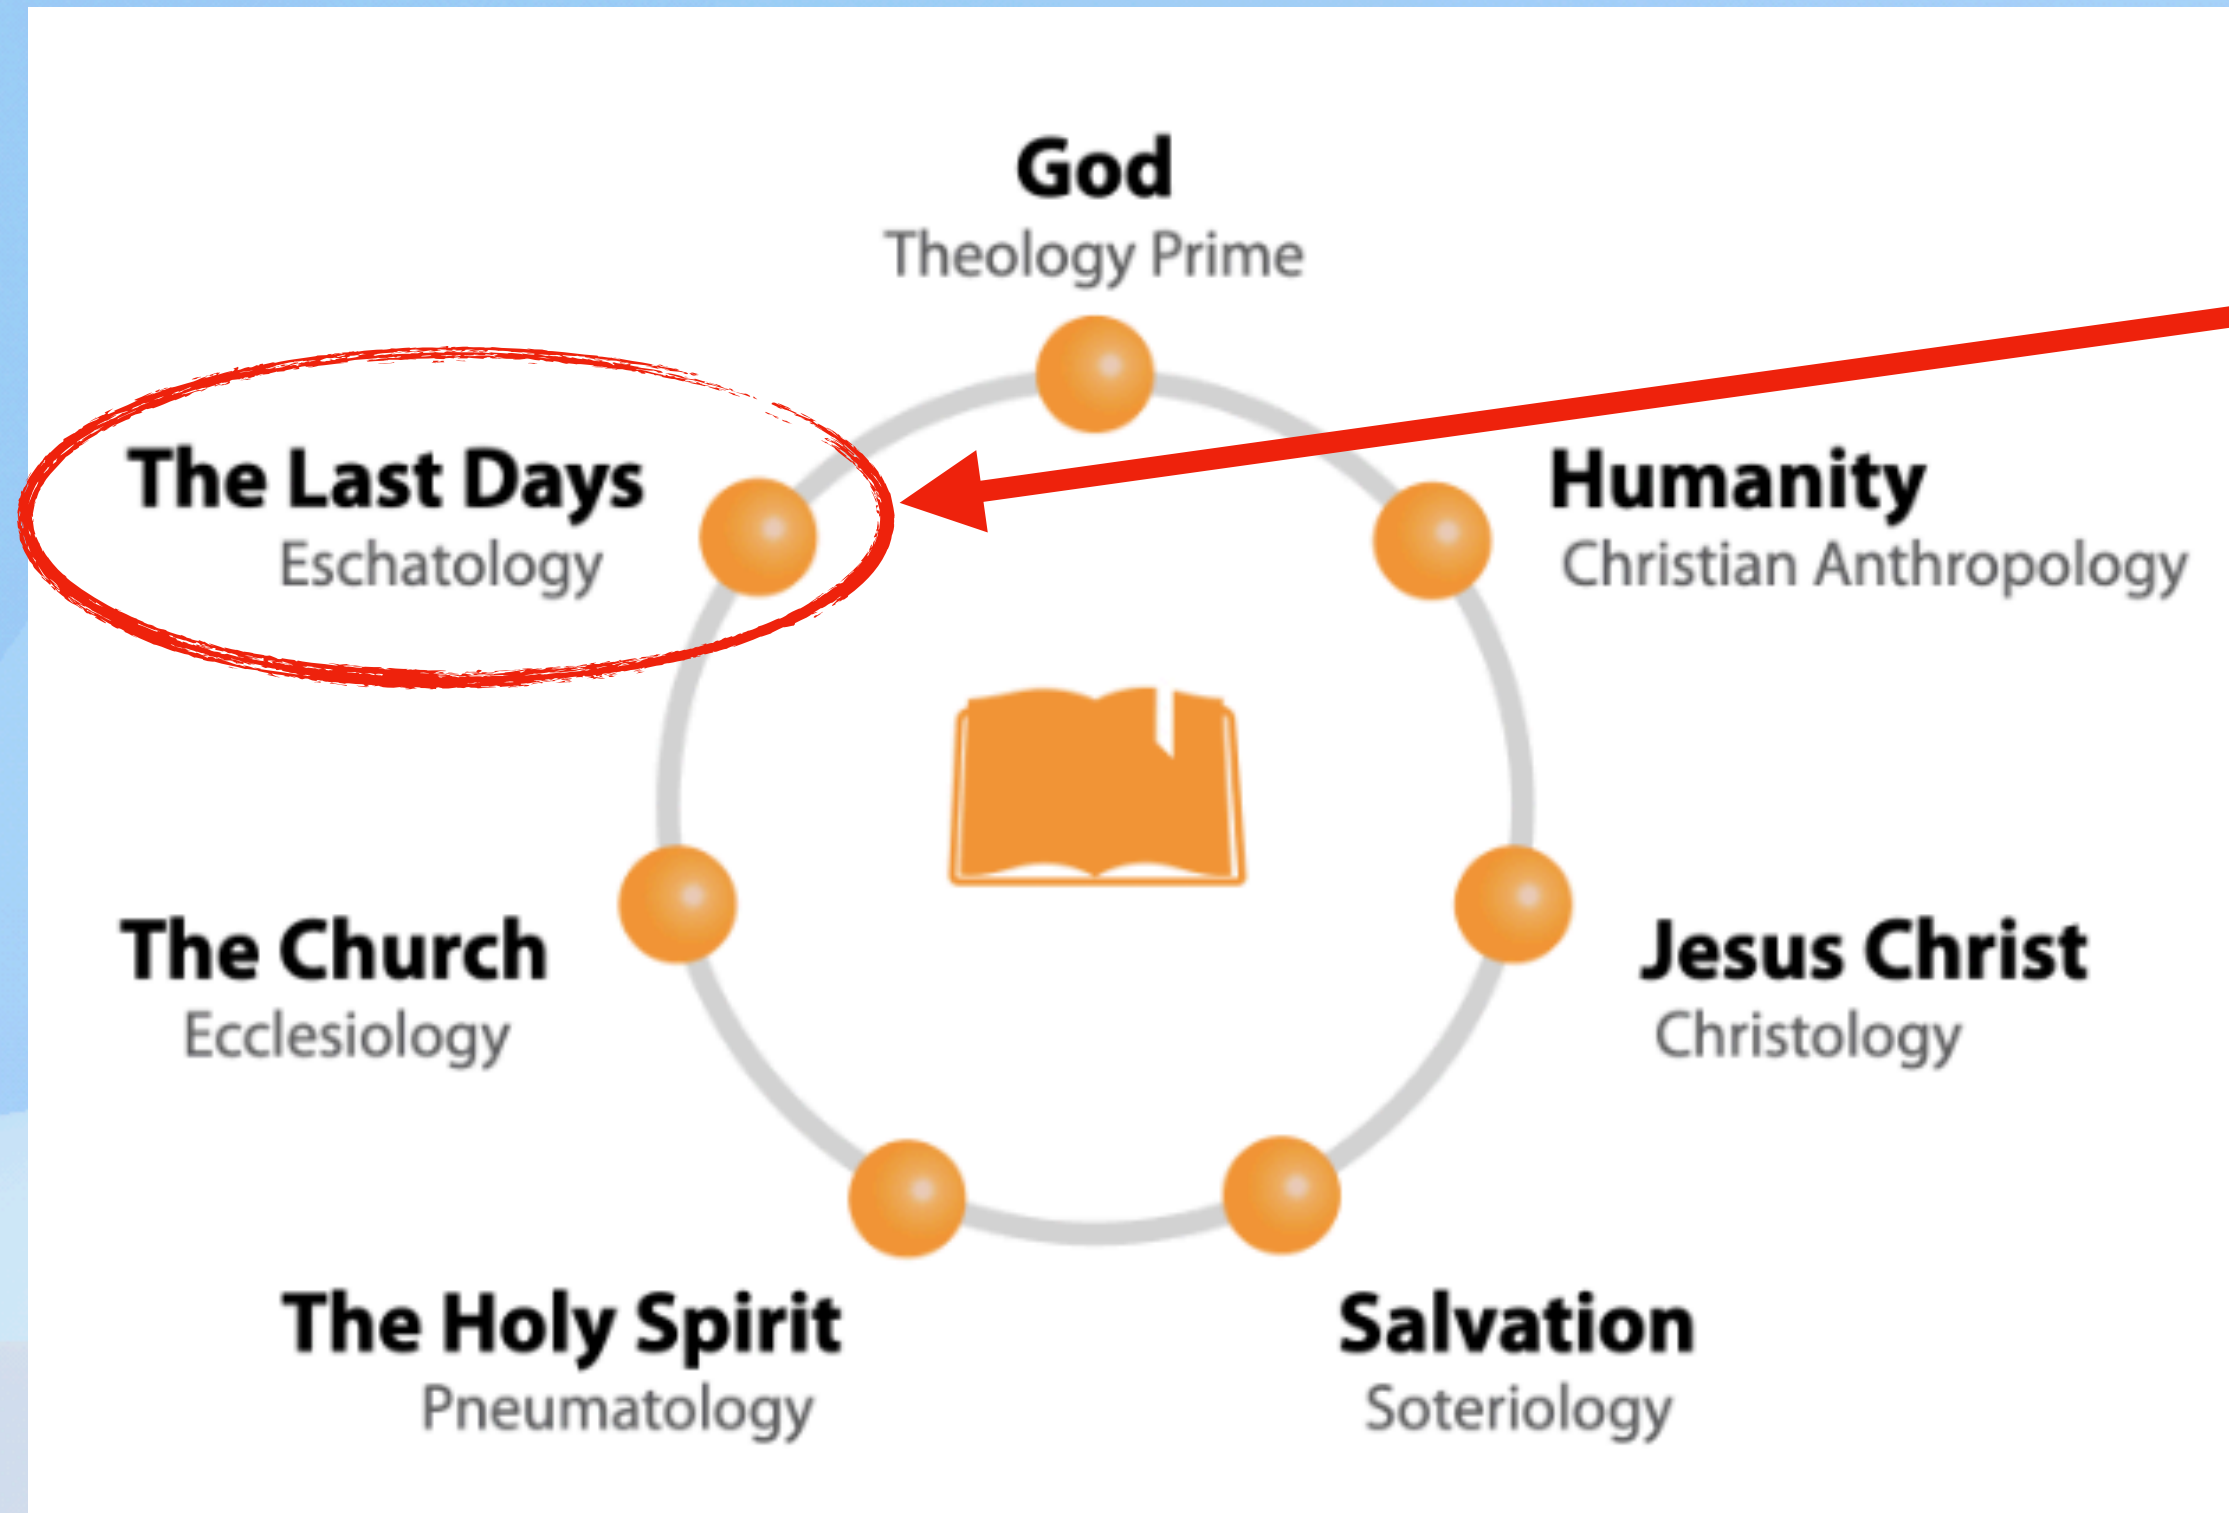 God
Theology Prime
The Last Days
Eschatology
Humanity
Christian Anthropology
The Church
Ecclesiology
Jesus Christ
Christology
The Holy Spirit
Pneumatology
Salvation
Soteriology